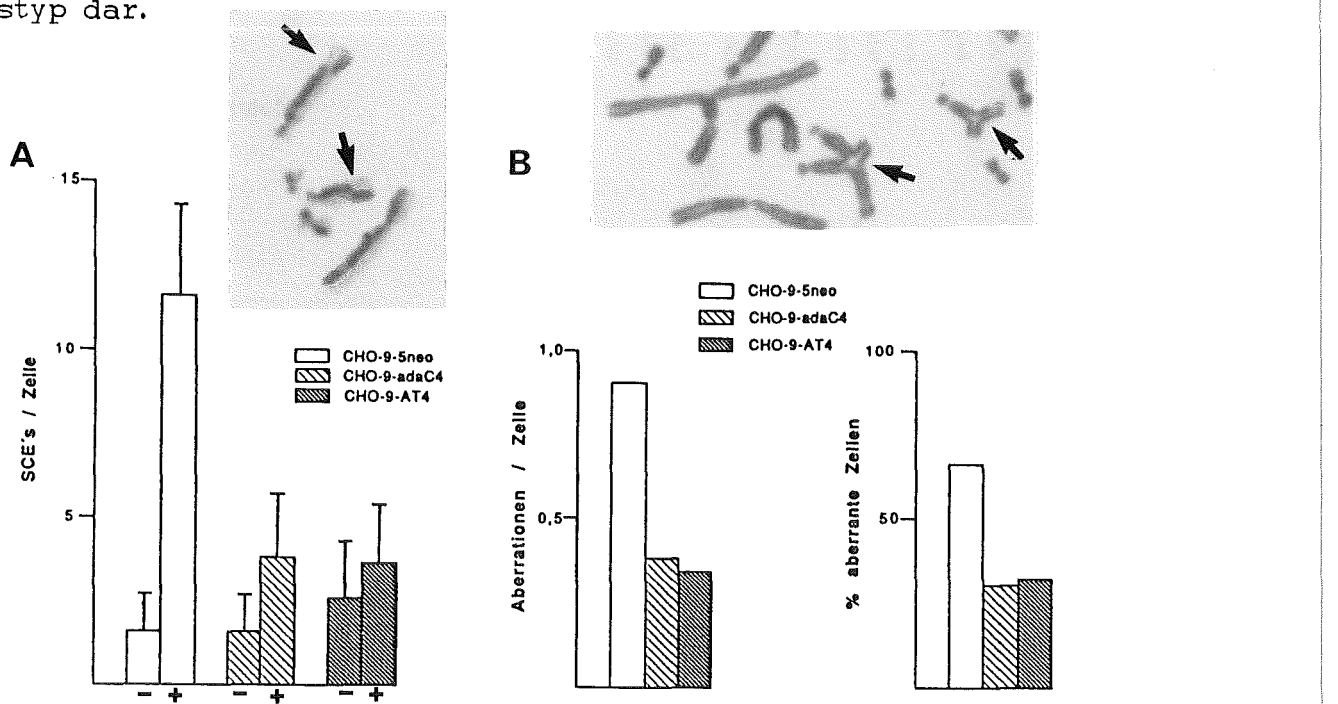 styp dar.
A
15
10
5
SCE's / Zelle
CHO-9-5neo
CHO-9-adaC4
CHO-9-AT4
- + - + - +
B
CHO-9-5neo
CHO-9-adaC4
CHO-9-AT4
1,0
0,5
Aberrationen / Zelle
100
50
% aberrante Zellen